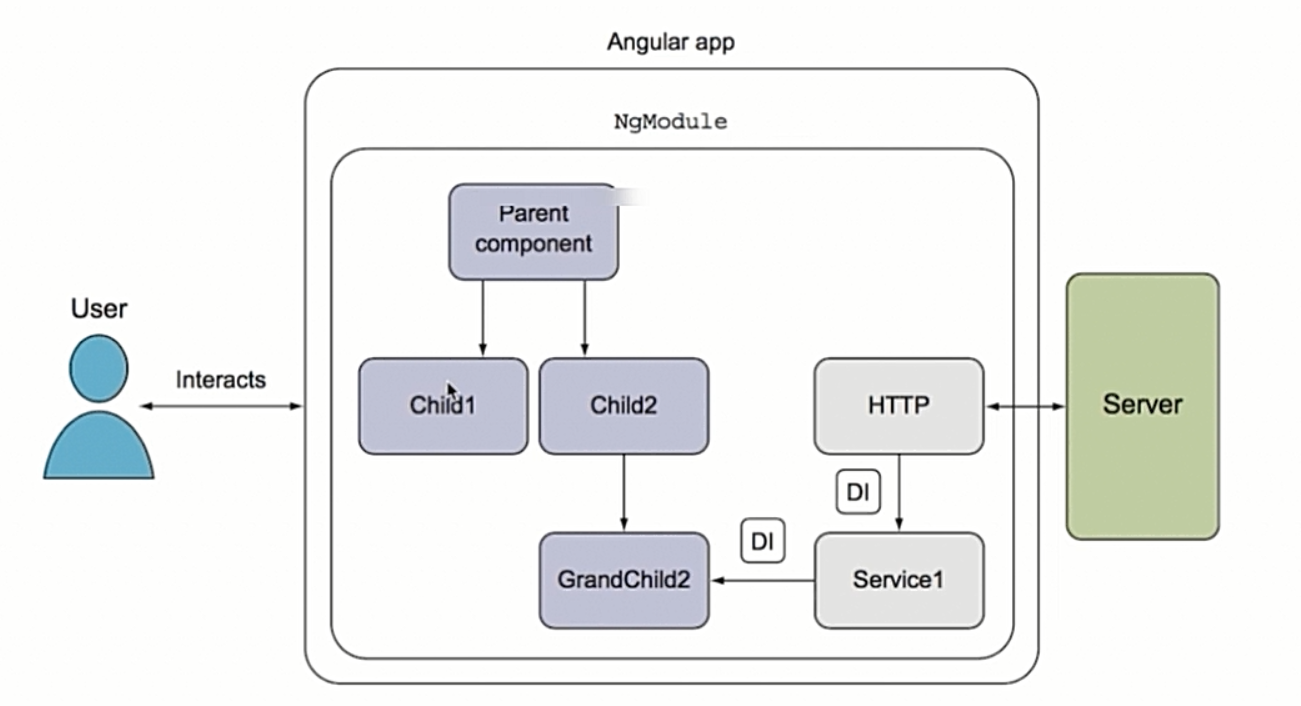 Angular app
NgModule
Parent
component
User
Interacts
Child1
Child2
HTTP
Server
DI
DI
GrandChild2
Service1